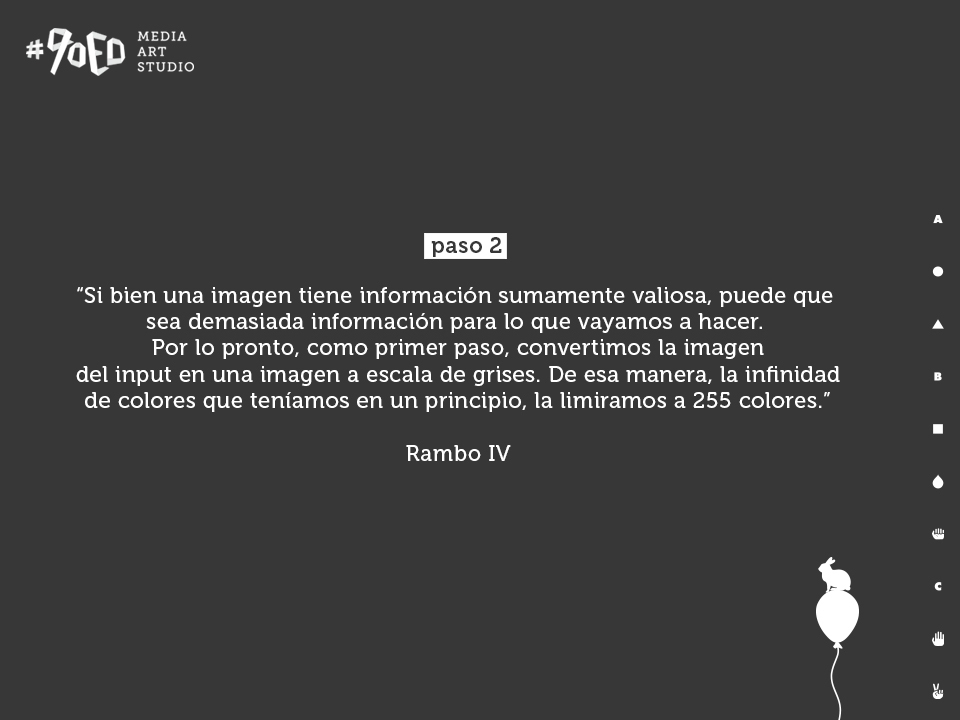 #90ED
MEDIA
ART
STUDIO
paso 2
“Si bien una imagen tiene información sumamente valiosa, puede que
sea demasiada información para lo que vayamos a hacer.
Por lo pronto, como primer paso, convertimos la imagen
del input en una imagen a escala de grises. De esa manera, la infinidad
de colores que teníamos en un principio, la limiramos a 255 colores.”
Rambo IV
A
B
C